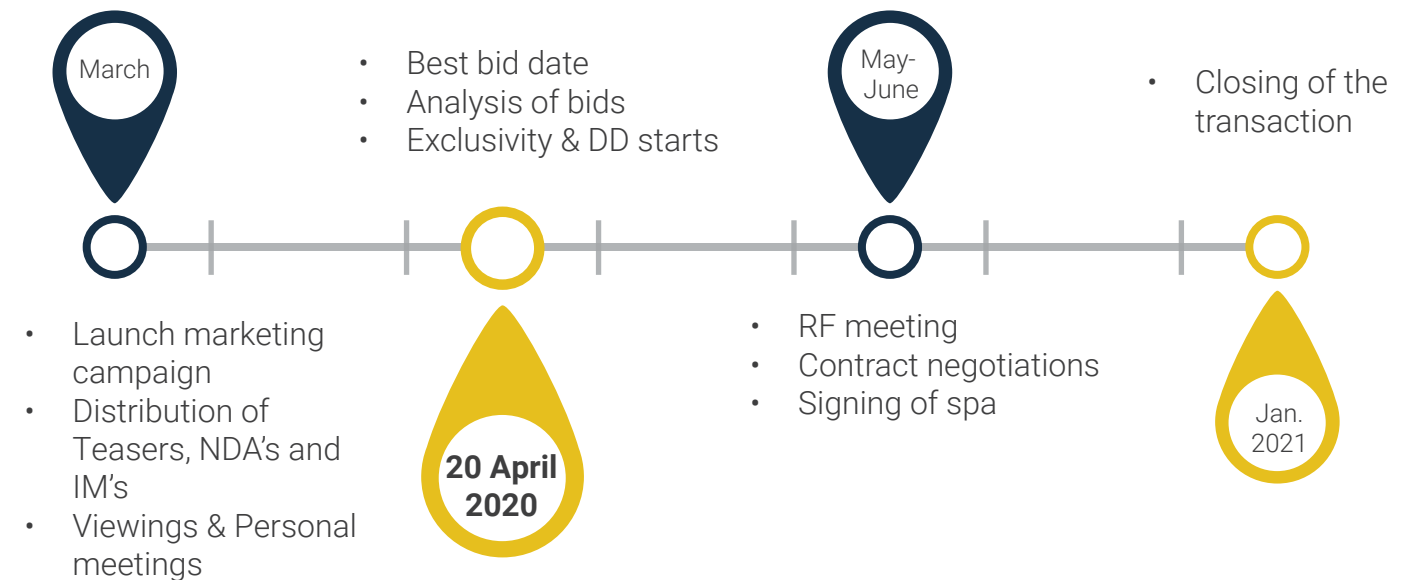 March
• Launch marketing
campaign
• Distribution of
Teasers, NDA’s and
IM’s
• Viewings & Personal
meetings
• Best bid date
• Analysis of bids
• Exclusivity & DD starts
20 April
2020
May-
June
• RF meeting
• Contract negotiations
• Signing of spa
• Closing of the
transaction
Jan.
2021